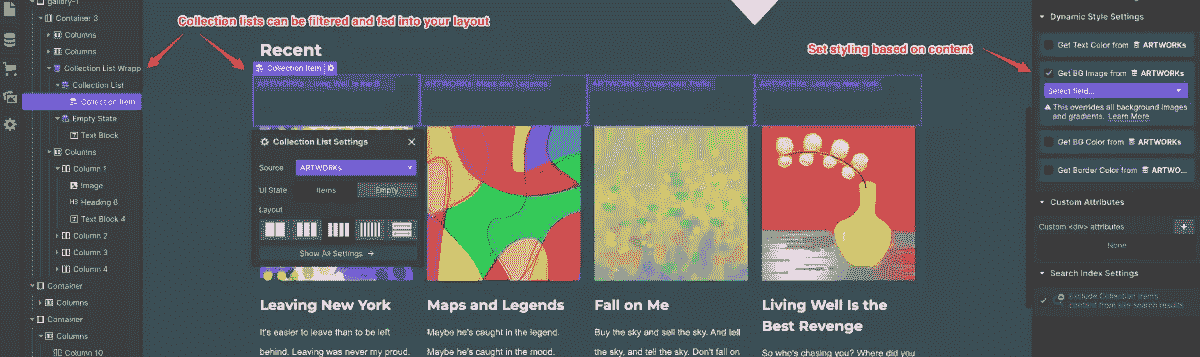 gallery-1
Container 3
Columns
Columns
Collection List Wrapp
Collection List
Collection Item
Empty State
Text Block
Columns
Column 1
Image
H3 Heading 6
Text Block 4
Column 2
Column 3
Column 4
Container
Columns
Container
Columns
Column 10
Collection lists can be filtered and fed into your layout
Recent
Collection Item
ARTWORKs: Living Well Is the B
ARTWORKs: Maps and Legends
Collection List Settings
Source
ARTWORKs
UI State
Items
Empty
Layout
Show All Settings →
Leaving New York
It's easier to leave than to be left
behind. Leaving was never my proud.
Maps and Legends
Maybe he's caught in the legend.
Maybe he's caught in the mood.
Fall on Me
Buy the sky and sell the sky. And tell
the sky, and tell the sky. Don't fall on
Living Well Is the
Best Revenge
So who's chasing you? Where did you
Set styling based on content
Dynamic Style Settings
Get Text Color from ARTWORKs
Get BG Image from ARTWORKs
Select field...
This overrides all background images
and gradients. Learn More
Get BG Color from ARTWORKs
Get Border Color from ARTWO...
Custom Attributes
Custom <div> attributes
+
None
Search Index Settings
Exclude Collection Items
content from site search results